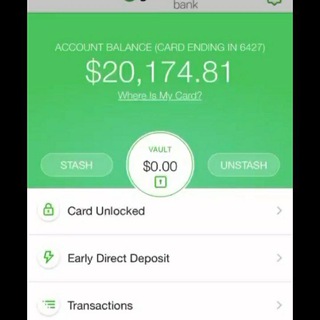 bank
ACCOUNT BALANCE (CARD ENDING IN 6427)
$20,174.81
Where Is My Card?
VAULT
STASH
$0.00
UNSTASH
Card Unlocked
Early Direct Deposit
Transactions